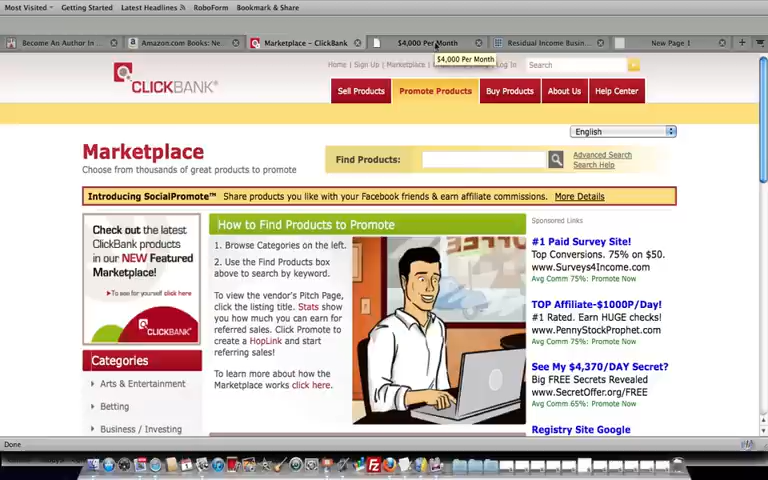 Most Visited
Getting Started
Latest Headlines
RoboForm
Bookmark & Share
Become An Author In ...
Amazon.com Books: Ne...
Marketplace – ClickBank
$4,000 Per Month
Residual Income Busin...
New Page 1
$4,000 Per Month
Home | Sign Up | Marketplace |
Log In
Search
CLICKBANK®
Sell Products
Promote Products
Buy Products
About Us
Help Center
English
Marketplace
Choose from thousands of great products to promote
Find Products:
Advanced Search
Search Help
Introducing SocialPromote™ Share products you like with your Facebook friends & earn affiliate commissions. More Details
Check out the latest
ClickBank products
in our NEW Featured
Marketplace!
To see for yourself click here
CLICKBANK
Categories
Arts & Entertainment
Betting
Business / Investing
How to Find Products to Promote
1. Browse Categories on the left.
2. Use the Find Products box
above to search by keyword.
To view the vendor's Pitch Page,
click the listing title. Stats show
you how much you can earn for
referred sales. Click Promote to
create a HopLink and start
referring sales!
To learn more about how the
Marketplace works click here.
COFFEE
Sponsored Links
#1 Paid Survey Site!
Top Conversions. 75% on $50.
www.Surveys4Income.com
Avg Comm 75%: Promote Now
TOP Affiliate-$1000P/Day!
#1 Rated. Earn HUGE checks!
www.PennyStockProphet.com
Avg Comm 75%: Promote Now
See My $4,370/DAY Secret?
Big FREE Secrets Revealed
www.SecretOffer.org/FREE
Avg Comm 65%: Promote Now
Registry Site Google
Done